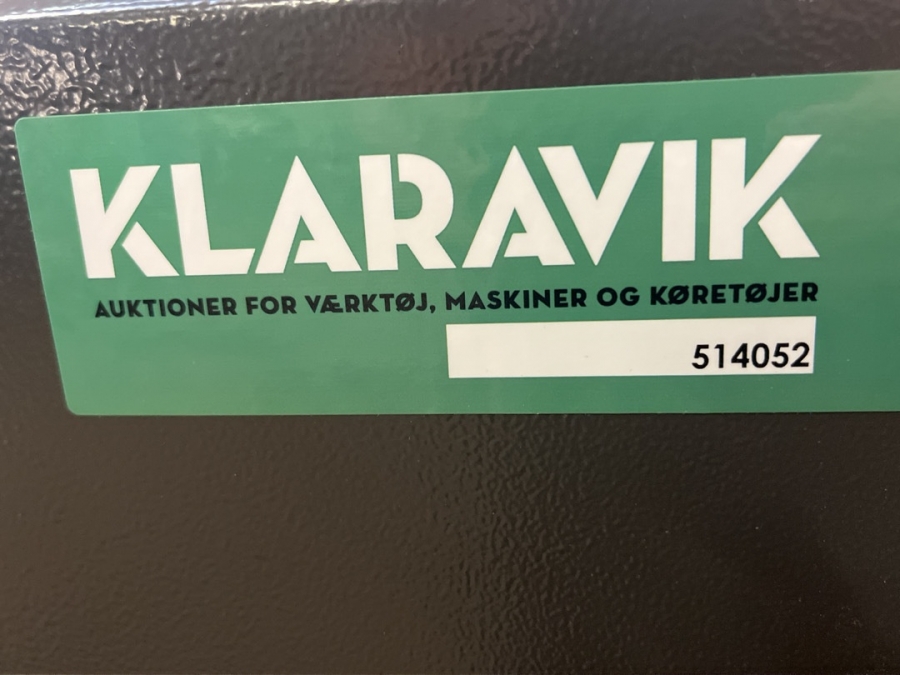 KLARAVIK
AUKTIONER FOR VÆRKTØJ, MASKINER OG KØRETØJER
514052